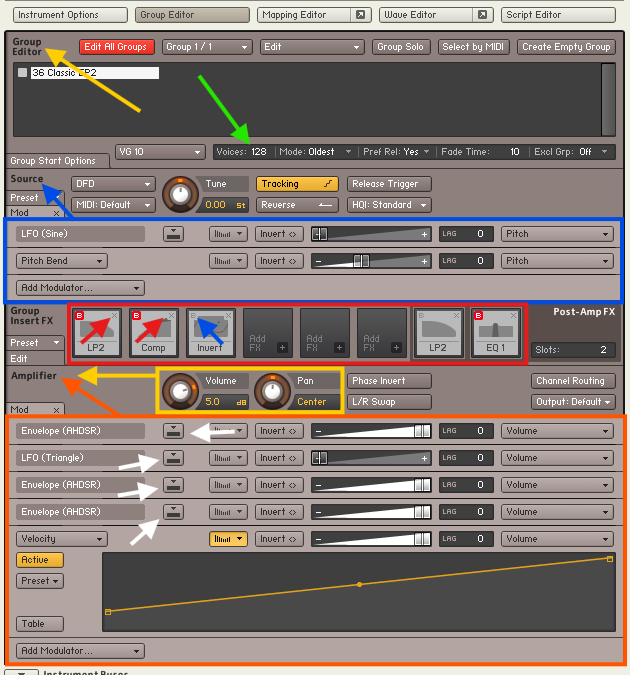 Instrument Options Group Editor Mapping Editor Wave Editor Script Editor
Group Editor Edit All Groups Group 1 / 1 Edit Group Solo Select by MIDI Create Empty Group
36 Classic EP2
Group Start Options VG 10 Voices: 128 Mode: Oldest Pref Rel: Yes Fade Time: 10 Excl Grp: Off
Source DFD Tune Tracking Release Trigger
Preset MIDI: Default 0.00 st Reverse HQI: Standard
Mod x
LFO (Sine) Invert <> - + LAG 0 Pitch
Pitch Bend Invert <> - + LAG 0 Pitch
Add Modulator...
Group Insert FX B x B x B x B B Post-Amp FX
Preset LP2 Comp Invert Add FX + Add FX + Add FX + LP2 EQ 1 Slots: 2
Edit
Amplifier Volume Pan Phase Invert Channel Routing
Mod x 5.0 dB Center L/R Swap Output: Default
Envelope (AHDSR) Invert <> - LAG 0 Volume
LFO (Triangle) Invert <> - + LAG 0 Volume
Envelope (AHDSR) Invert <> - LAG 0 Volume
Envelope (AHDSR) Invert <> - LAG 0 Volume
Velocity Invert <> - LAG 0 Volume
Active
Preset
Table
Add Modulator...
Instrument Buses